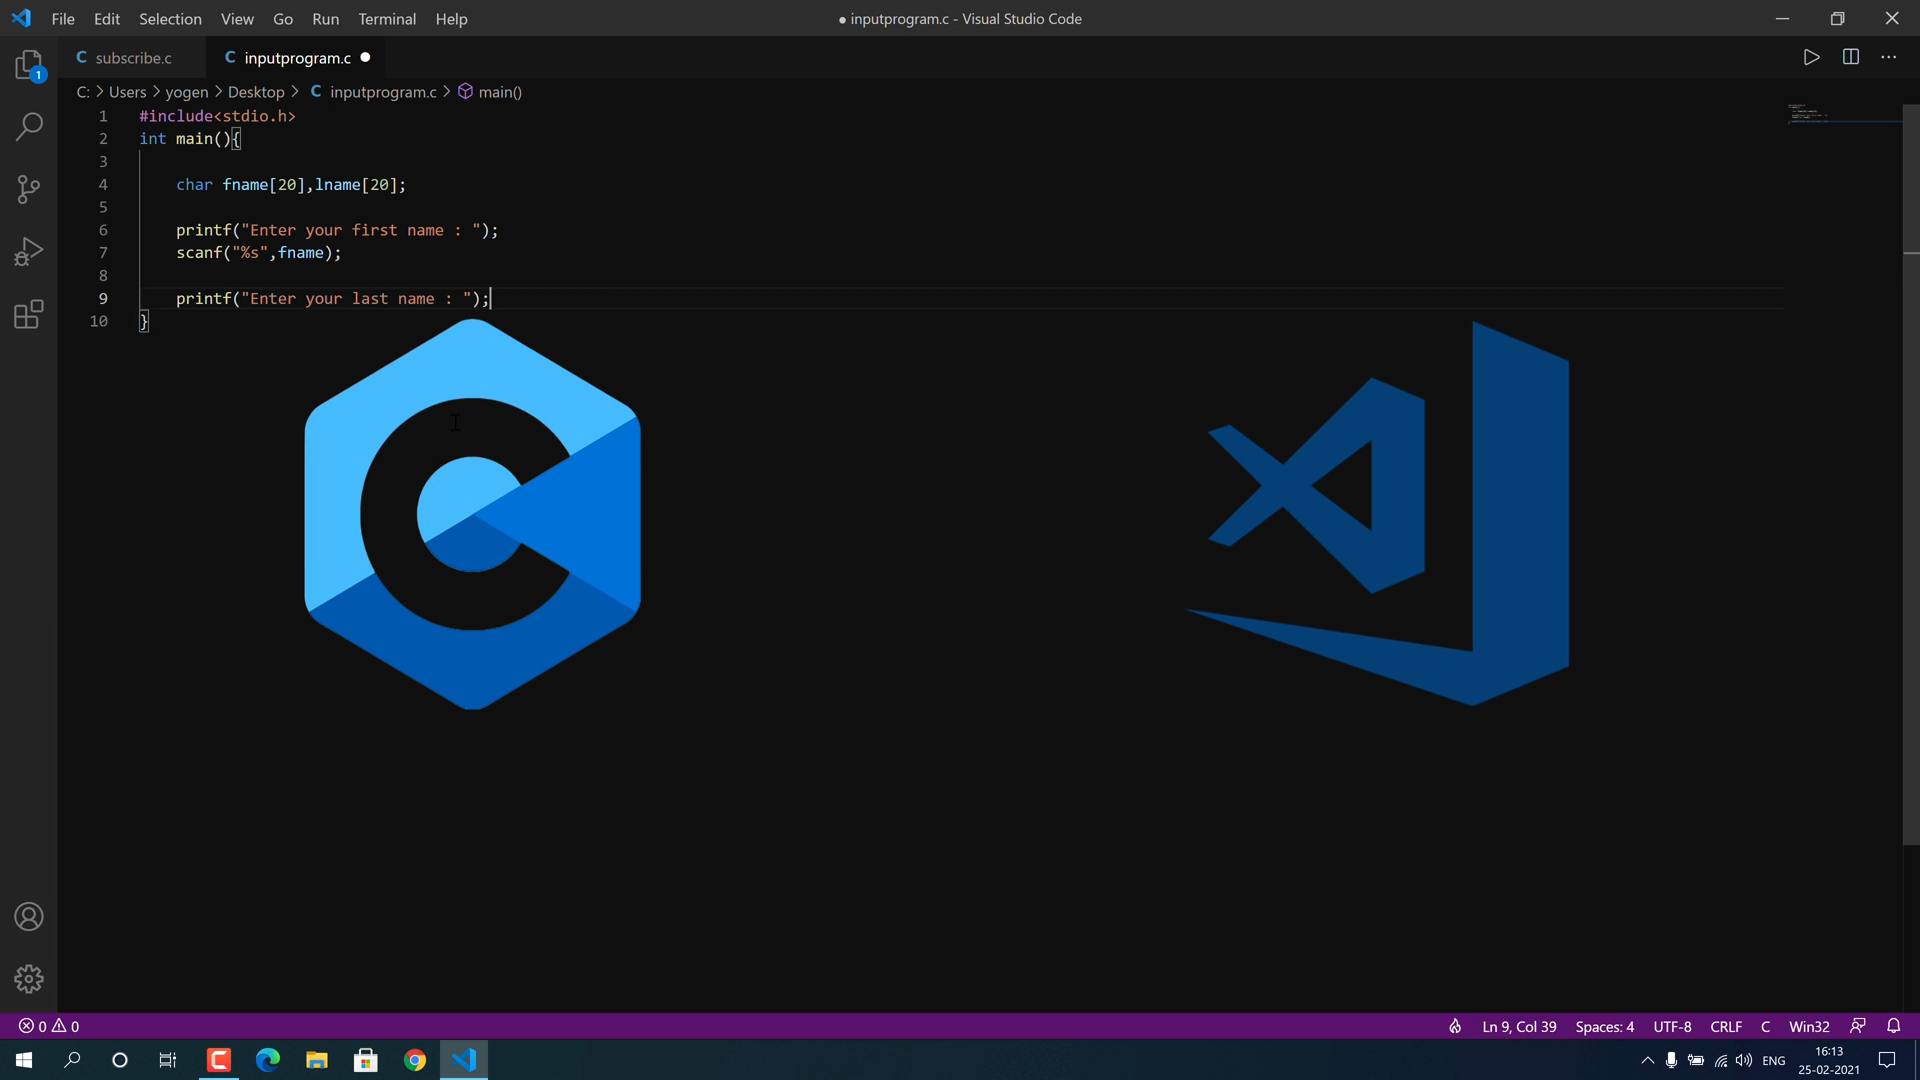 File Edit Selection View Go Run Terminal Help
● inputprogram.c - Visual Studio Code
1
C subscribe.c
C inputprogram.c ●
C: > Users > yogen > Desktop > C inputprogram.c > main()
1 #include<stdio.h>
2 int main(){
3
4 char fname[20],lname[20];
5
6 printf("Enter your first name : ");
7 scanf("%s",fname);
8
9 printf("Enter your last name : ");
10 }
0 0
Ln 9, Col 39 Spaces: 4 UTF-8 CRLF C Win32
ENG
16:13
25-02-2021